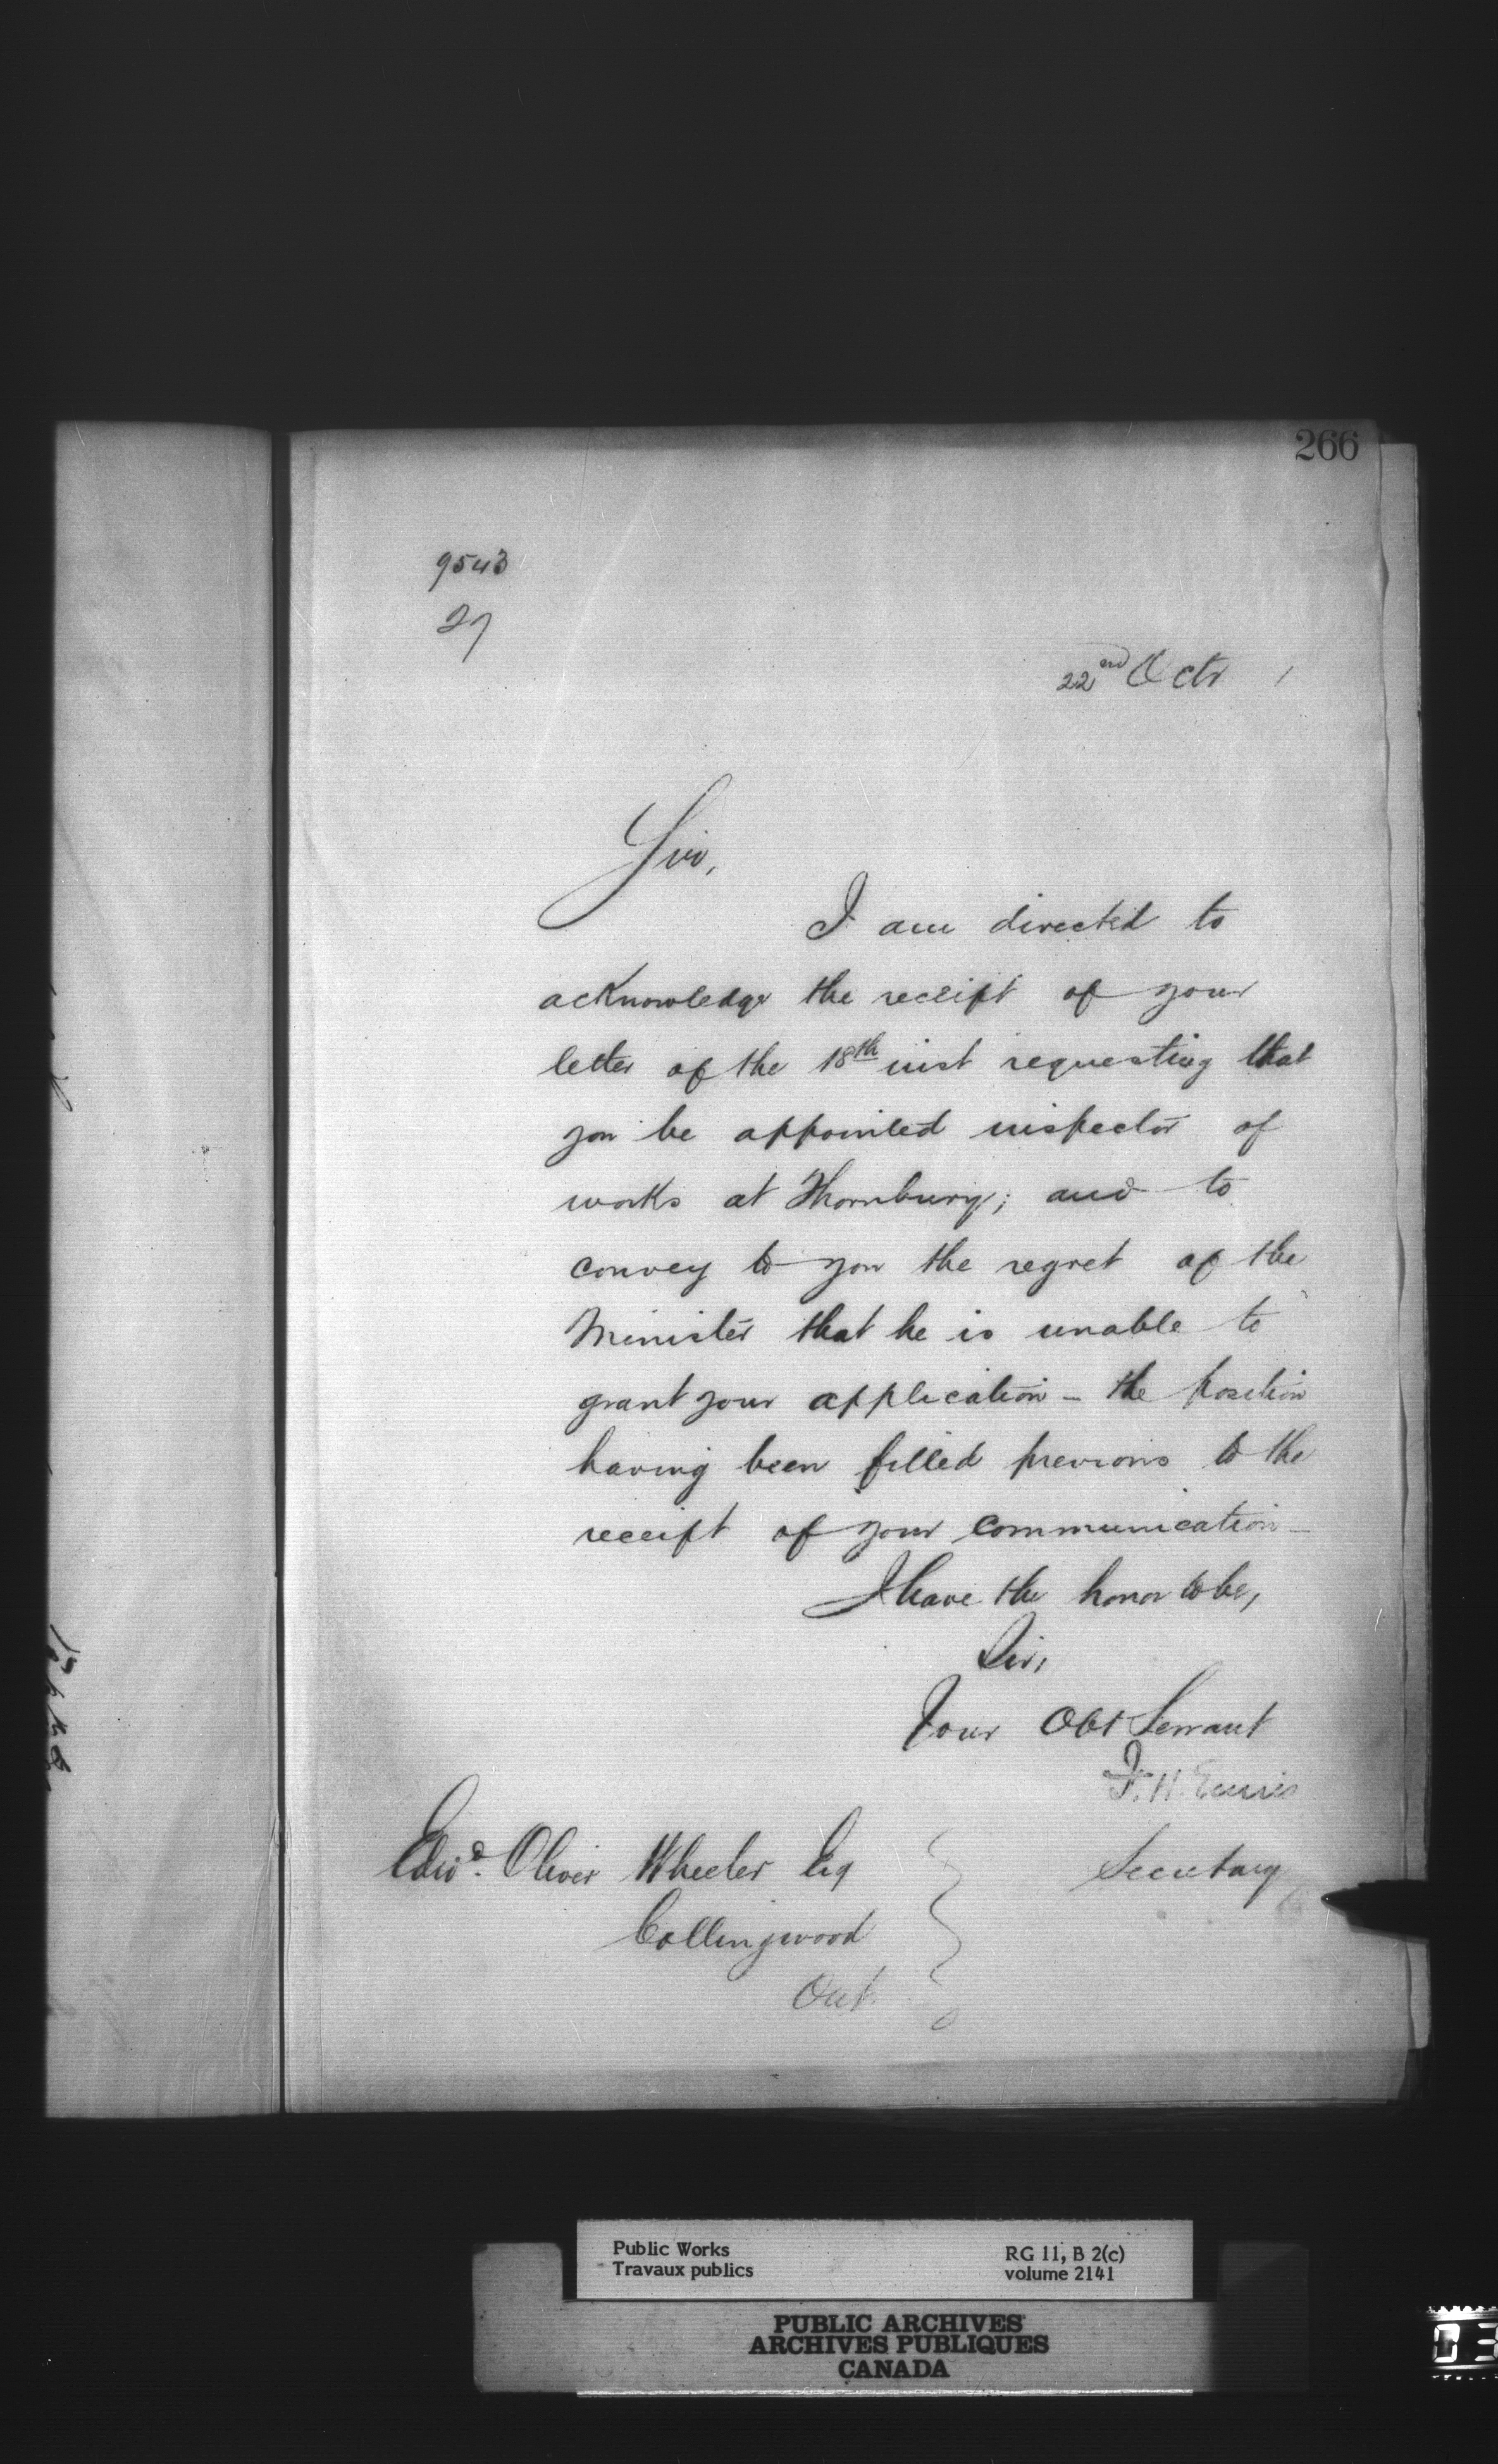 266
9543
27
22nd Octr 1
Sir,
I am directed to
acknowledge the receipt of your
letter of the 18th inst requesting that
you be appointed inspector of
works at Thornbury; and to
convey to you the regret of the
Minister that he is unable to
grant your application - the position
having been filled previous to the
receipt of your communication -
I have the honor to be,
Sir,
Your Obt Servant
F. H. Ennis
Secretary
Edwd. Oliver Wheeler Esq
Collingwood
Ont.
Public Works
Travaux publics
RG 11, B 2(c)
volume 2141
PUBLIC ARCHIVES
ARCHIVES PUBLIQUES
CANADA
03